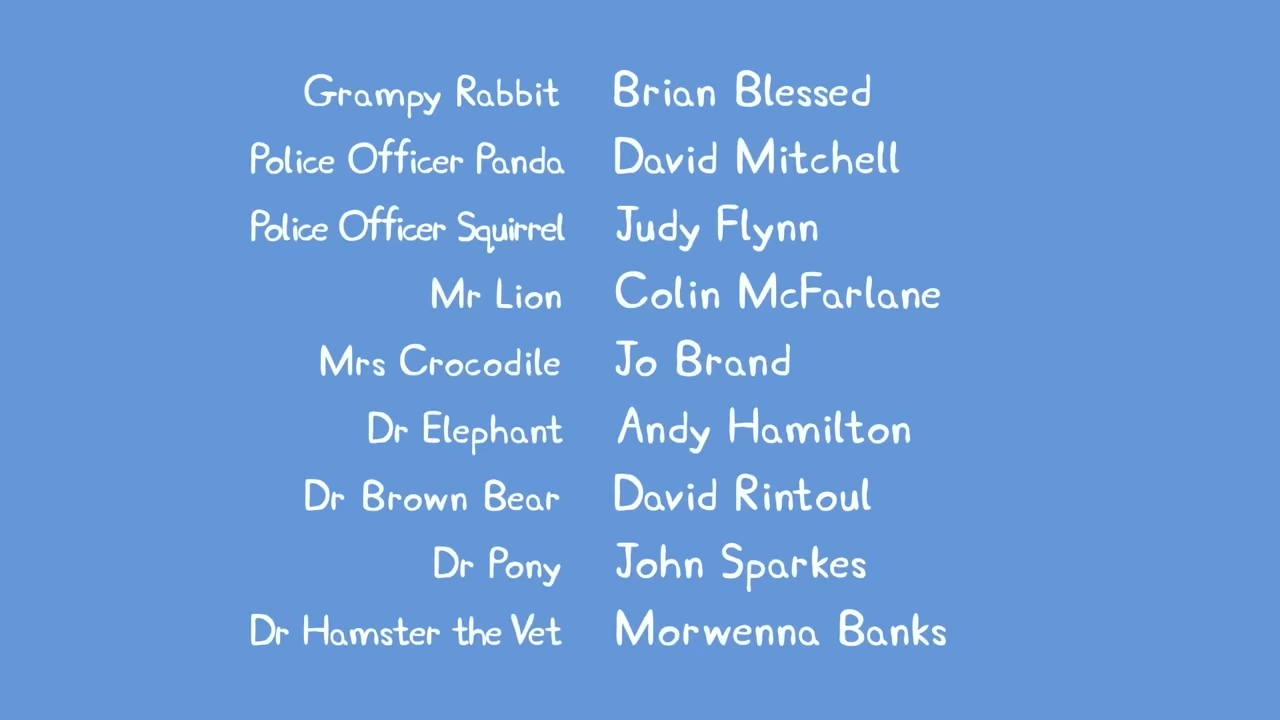 Grampy Rabbit Brian Blessed
Police Officer Panda David Mitchell
Police Officer Squirrel Judy Flynn
Mr Lion Colin McFarlane
Mrs Crocodile Jo Brand
Dr Elephant Andy Hamilton
Dr Brown Bear David Rintoul
Dr Pony John Sparkes
Dr Hamster the Vet Morwenna Banks